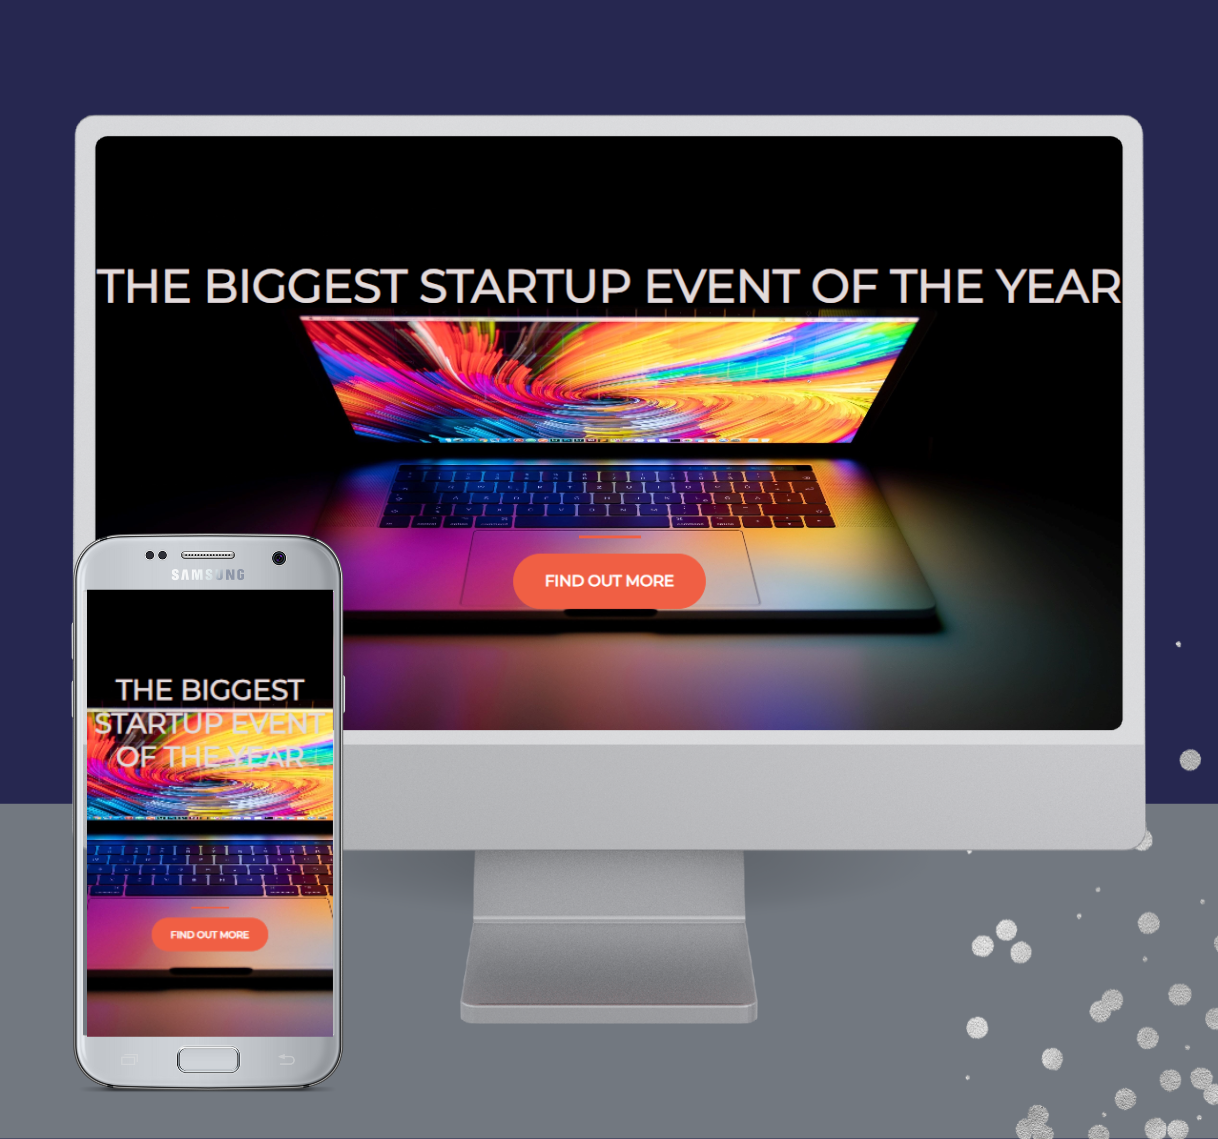 THE BIGGEST STARTUP EVENT OF THE YEAR
FIND OUT MORE
SAMSUNG
THE BIGGEST
STARTUP EVENT
OF THE YEAR
FIND OUT MORE